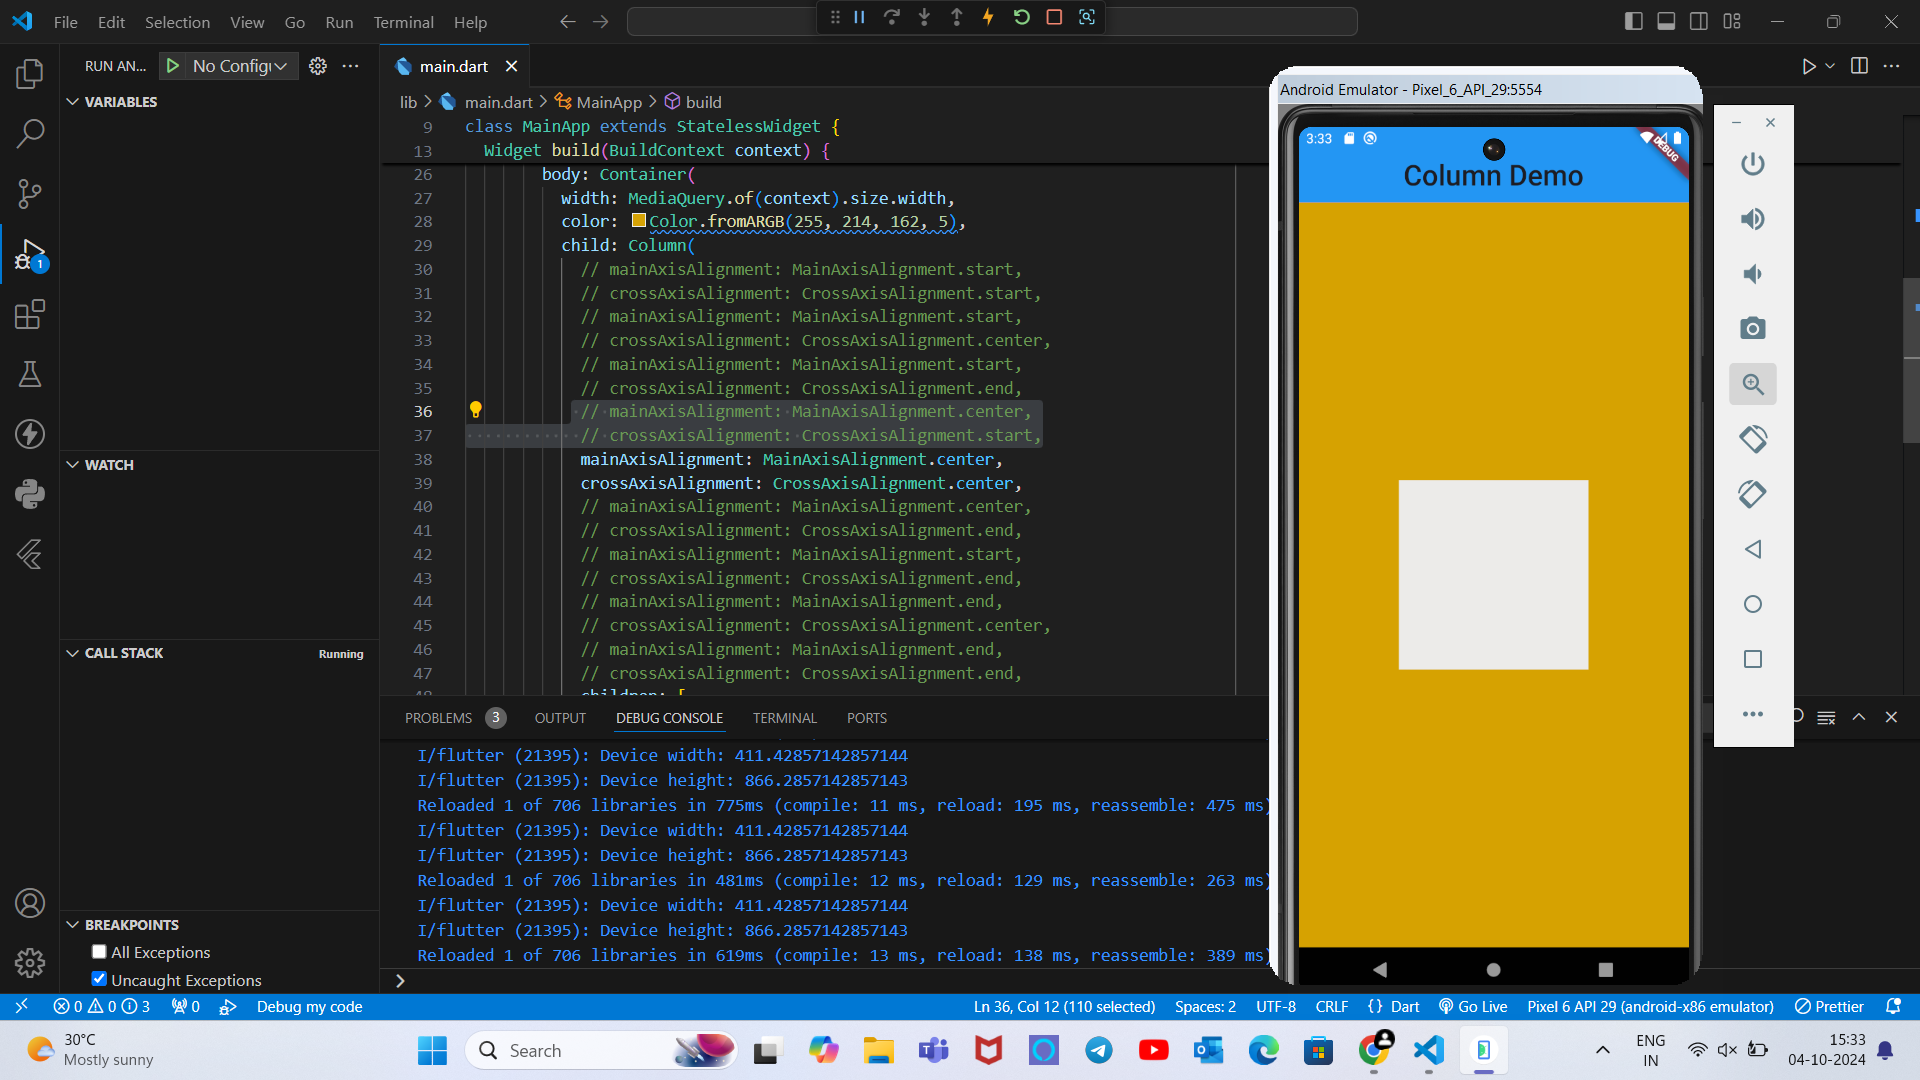 File Edit Selection View Go Run Terminal Help
RUN AN... No Config
VARIABLES
WATCH
CALL STACK Running
BREAKPOINTS
All Exceptions
Uncaught Exceptions
1
main.dart
lib main.dart MainApp build
9 class MainApp extends StatelessWidget {
13 Widget build(BuildContext context) {
26 body: Container(
27 width: MediaQuery.of(context).size.width,
28 color: Color.fromARGB(255, 214, 162, 5),
29 child: Column(
30 // mainAxisAlignment: MainAxisAlignment.start,
31 // crossAxisAlignment: CrossAxisAlignment.start,
32 // mainAxisAlignment: MainAxisAlignment.start,
33 // crossAxisAlignment: CrossAxisAlignment.center,
34 // mainAxisAlignment: MainAxisAlignment.start,
35 // crossAxisAlignment: CrossAxisAlignment.end,
36 // mainAxisAlignment: MainAxisAlignment.center,
37 // crossAxisAlignment: CrossAxisAlignment.start,
38 mainAxisAlignment: MainAxisAlignment.center,
39 crossAxisAlignment: CrossAxisAlignment.center,
40 // mainAxisAlignment: MainAxisAlignment.center,
41 // crossAxisAlignment: CrossAxisAlignment.end,
42 // mainAxisAlignment: MainAxisAlignment.start,
43 // crossAxisAlignment: CrossAxisAlignment.end,
44 // mainAxisAlignment: MainAxisAlignment.end,
45 // crossAxisAlignment: CrossAxisAlignment.center,
46 // mainAxisAlignment: MainAxisAlignment.end,
47 // crossAxisAlignment: CrossAxisAlignment.end,
48 children: [
PROBLEMS 3 OUTPUT DEBUG CONSOLE TERMINAL PORTS
I/flutter (21395): Device width: 411.42857142857144
I/flutter (21395): Device height: 866.2857142857143
Reloaded 1 of 706 libraries in 775ms (compile: 11 ms, reload: 195 ms, reassemble: 475 ms)
I/flutter (21395): Device width: 411.42857142857144
I/flutter (21395): Device height: 866.2857142857143
Reloaded 1 of 706 libraries in 481ms (compile: 12 ms, reload: 129 ms, reassemble: 263 ms)
I/flutter (21395): Device width: 411.42857142857144
I/flutter (21395): Device height: 866.2857142857143
Reloaded 1 of 706 libraries in 619ms (compile: 13 ms, reload: 138 ms, reassemble: 389 ms)
Android Emulator - Pixel_6_API_29:5554
3:33
DEBUG
Column Demo
0 0 3 0 Debug my code Ln 36, Col 12 (110 selected) Spaces: 2 UTF-8 CRLF {} Dart Go Live Pixel 6 API 29 (android-x86 emulator) Prettier
30°C
Mostly sunny
Search
ENG
IN
15:33
04-10-2024